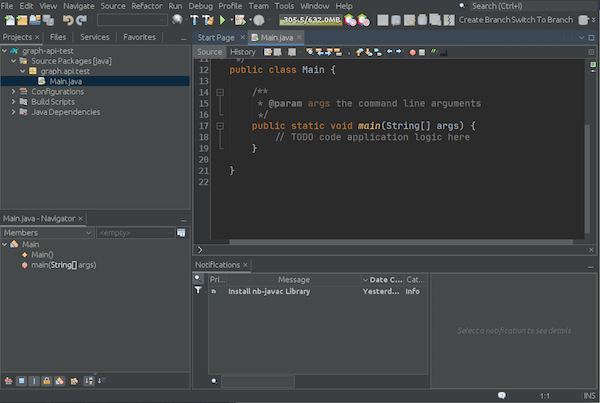 File Edit View Navigate Source Refactor Run Debug Profile Team Tools Window Help
Search (Ctrl+I)
305.5/632.0MB
Create Branch Switch To Branch
Projects × Files Services Favorites
graph-api-test
Source Packages [java]
graph.api.test
Main.java
Configurations
Build Scripts
Java Dependencies
Start Page × Main.java ×
Source History
11 */
12 public class Main {
13
14 /**
15 * @param args the command line arguments
16 */
17 public static void main(String[] args) {
18 // TODO code application logic here
19 }
20
21 }
22
Main.java - Navigator ×
Members <empty>
Main
Main()
main(String[] args)
Notifications ×
Pri... Message Date C... Cat...
Install nb-javac Library Yesterd... Info
Select a notification to see details
1:1 INS